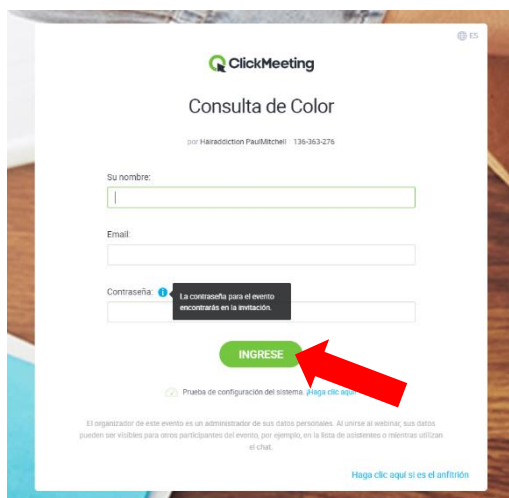 ES
ClickMeeting
Consulta de Color
por Hairaddiction PaulMitchell 136-363-276
Su nombre:
Email:
Contraseña:
La contraseña para el evento
encontrarás en la invitación.
INGRESE
Prueba de configuración del sistema. ¡Haga clic aquí!
El organizador de este evento es un administrador de sus datos personales. Al unirse al webinar, sus datos
pueden ser visibles para otros participantes del evento, por ejemplo, en la lista de asistentes o mientras utilizan
el chat.
Haga clic aquí si es el anfitrión